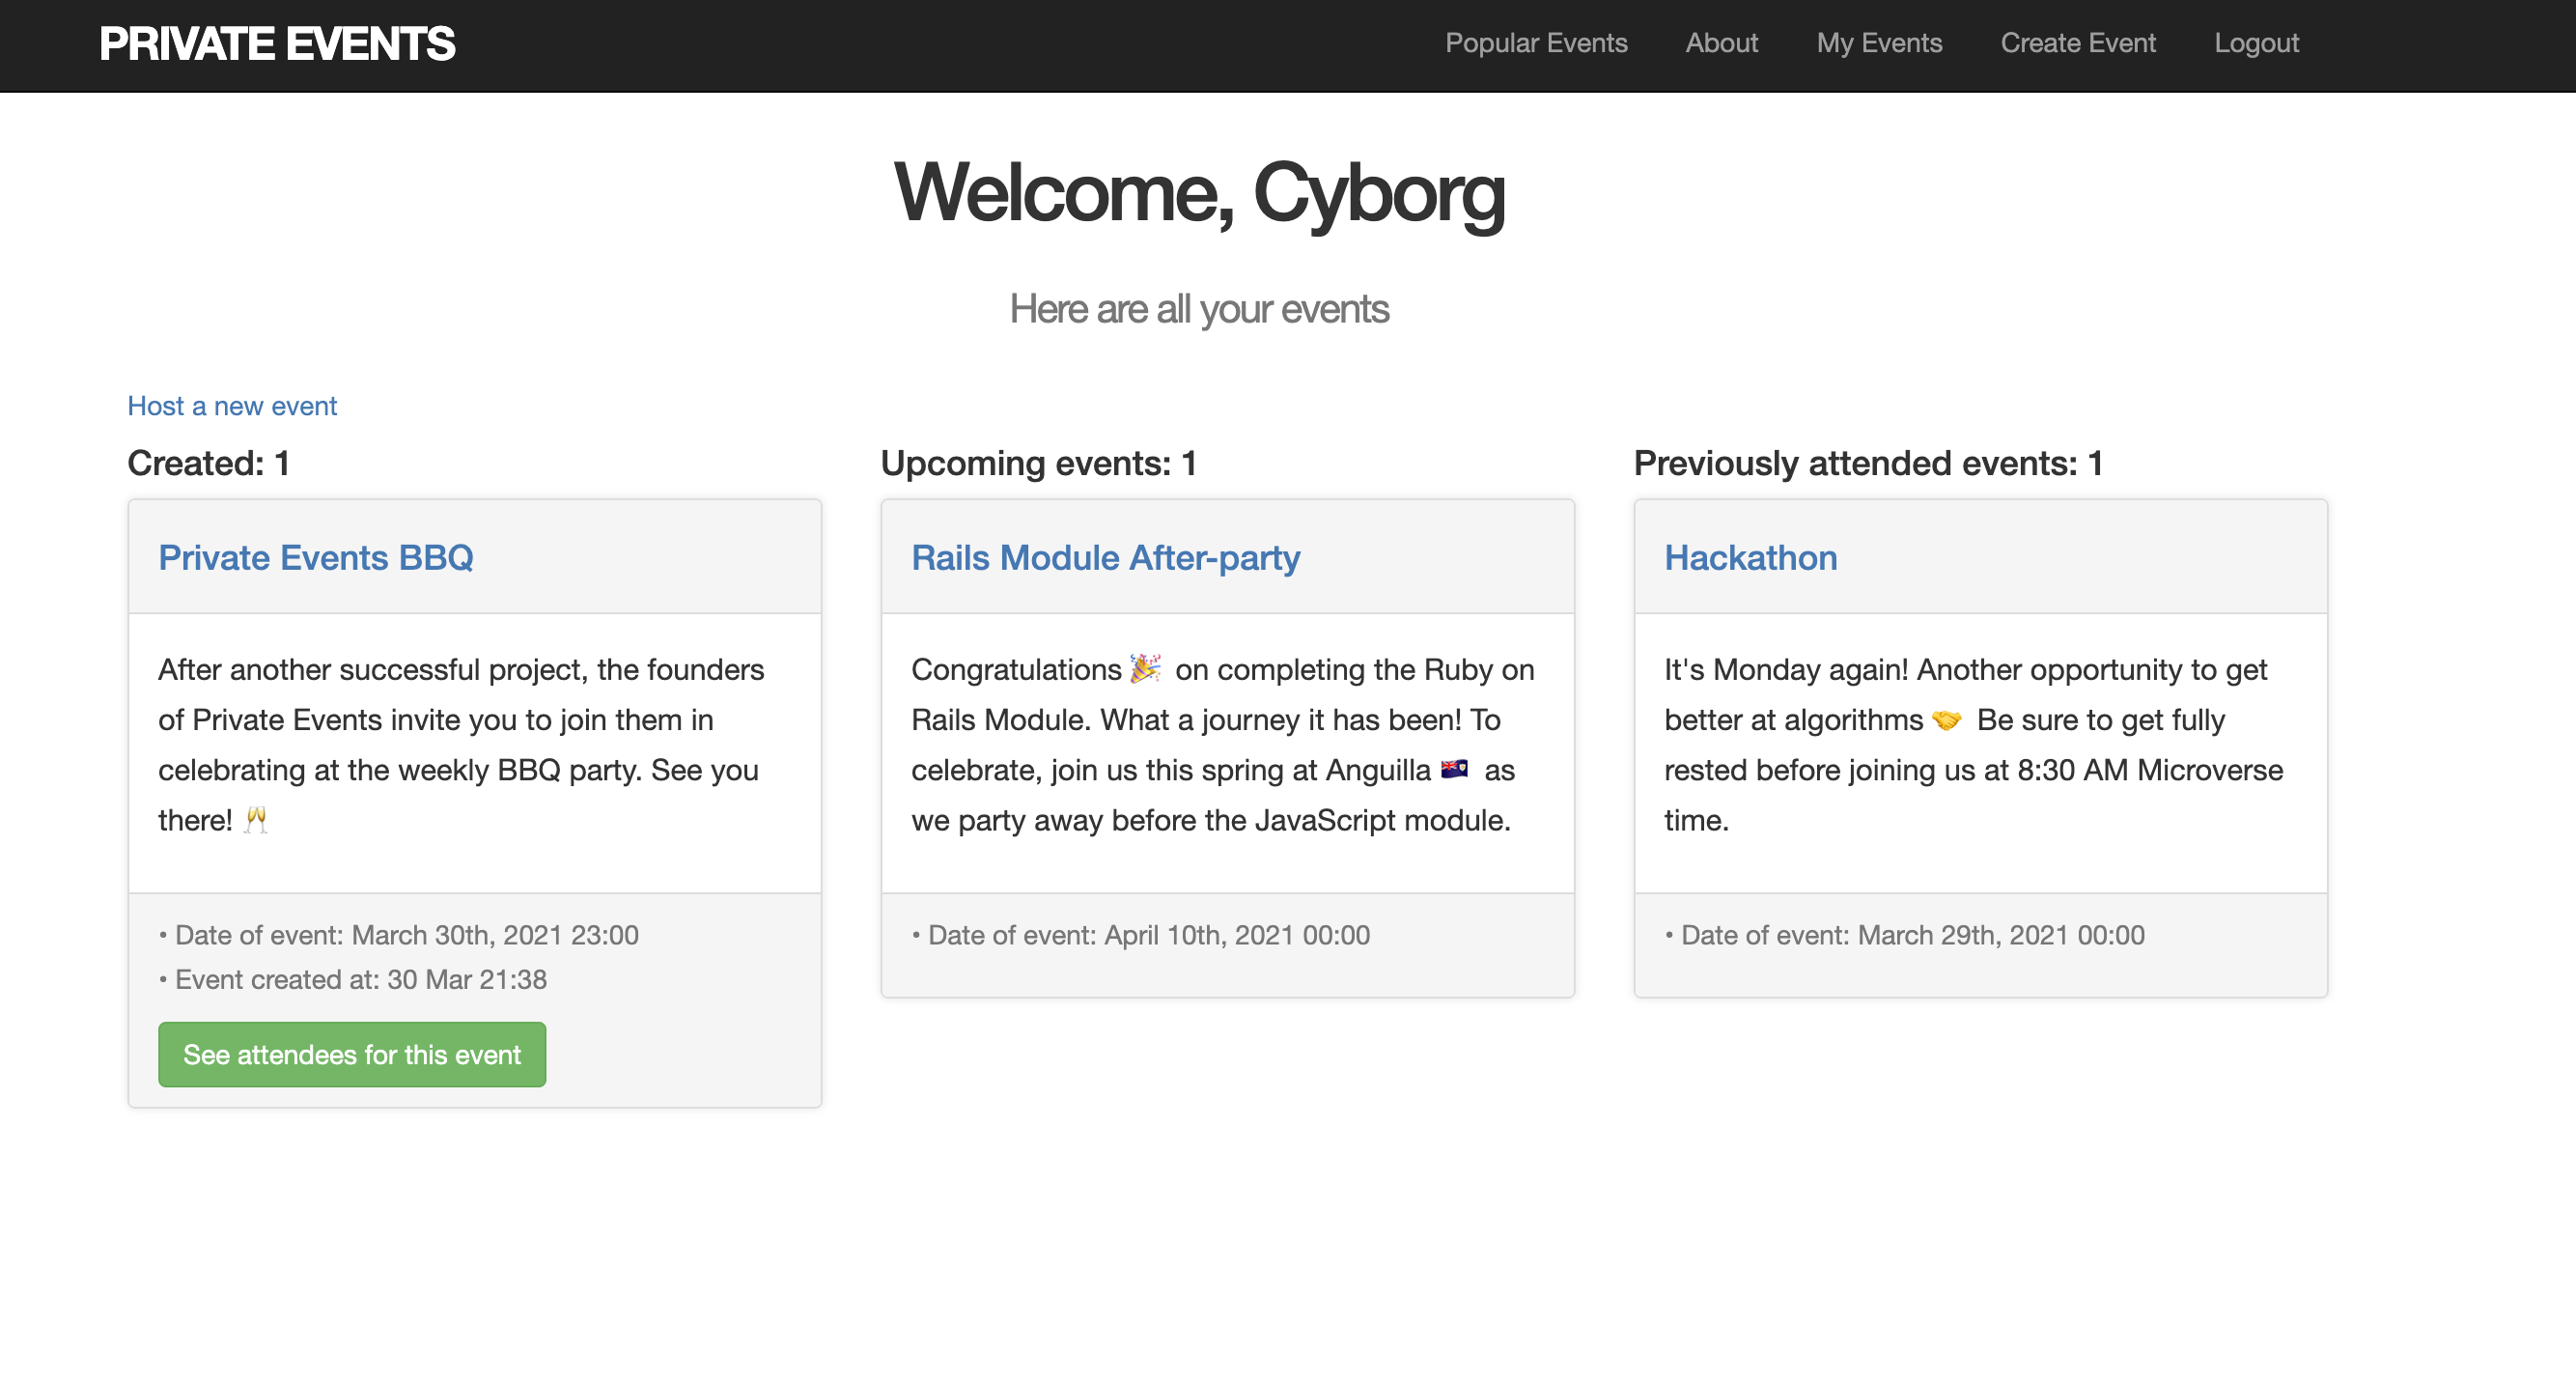 PRIVATE EVENTS
Popular Events
About
My Events
Create Event
Logout
Welcome, Cyborg
Here are all your events
Host a new event
Created: 1
Private Events BBQ
After another successful project, the founders
of Private Events invite you to join them in
celebrating at the weekly BBQ party. See you
there! 🥂
• Date of event: March 30th, 2021 23:00
• Event created at: 30 Mar 21:38
See attendees for this event
Upcoming events: 1
Rails Module After-party
Congratulations 🎉 on completing the Ruby on
Rails Module. What a journey it has been! To
celebrate, join us this spring at Anguilla 🇦🇮 as
we party away before the JavaScript module.
• Date of event: April 10th, 2021 00:00
Previously attended events: 1
Hackathon
It's Monday again! Another opportunity to get
better at algorithms 🤝 Be sure to get fully
rested before joining us at 8:30 AM Microverse
time.
• Date of event: March 29th, 2021 00:00